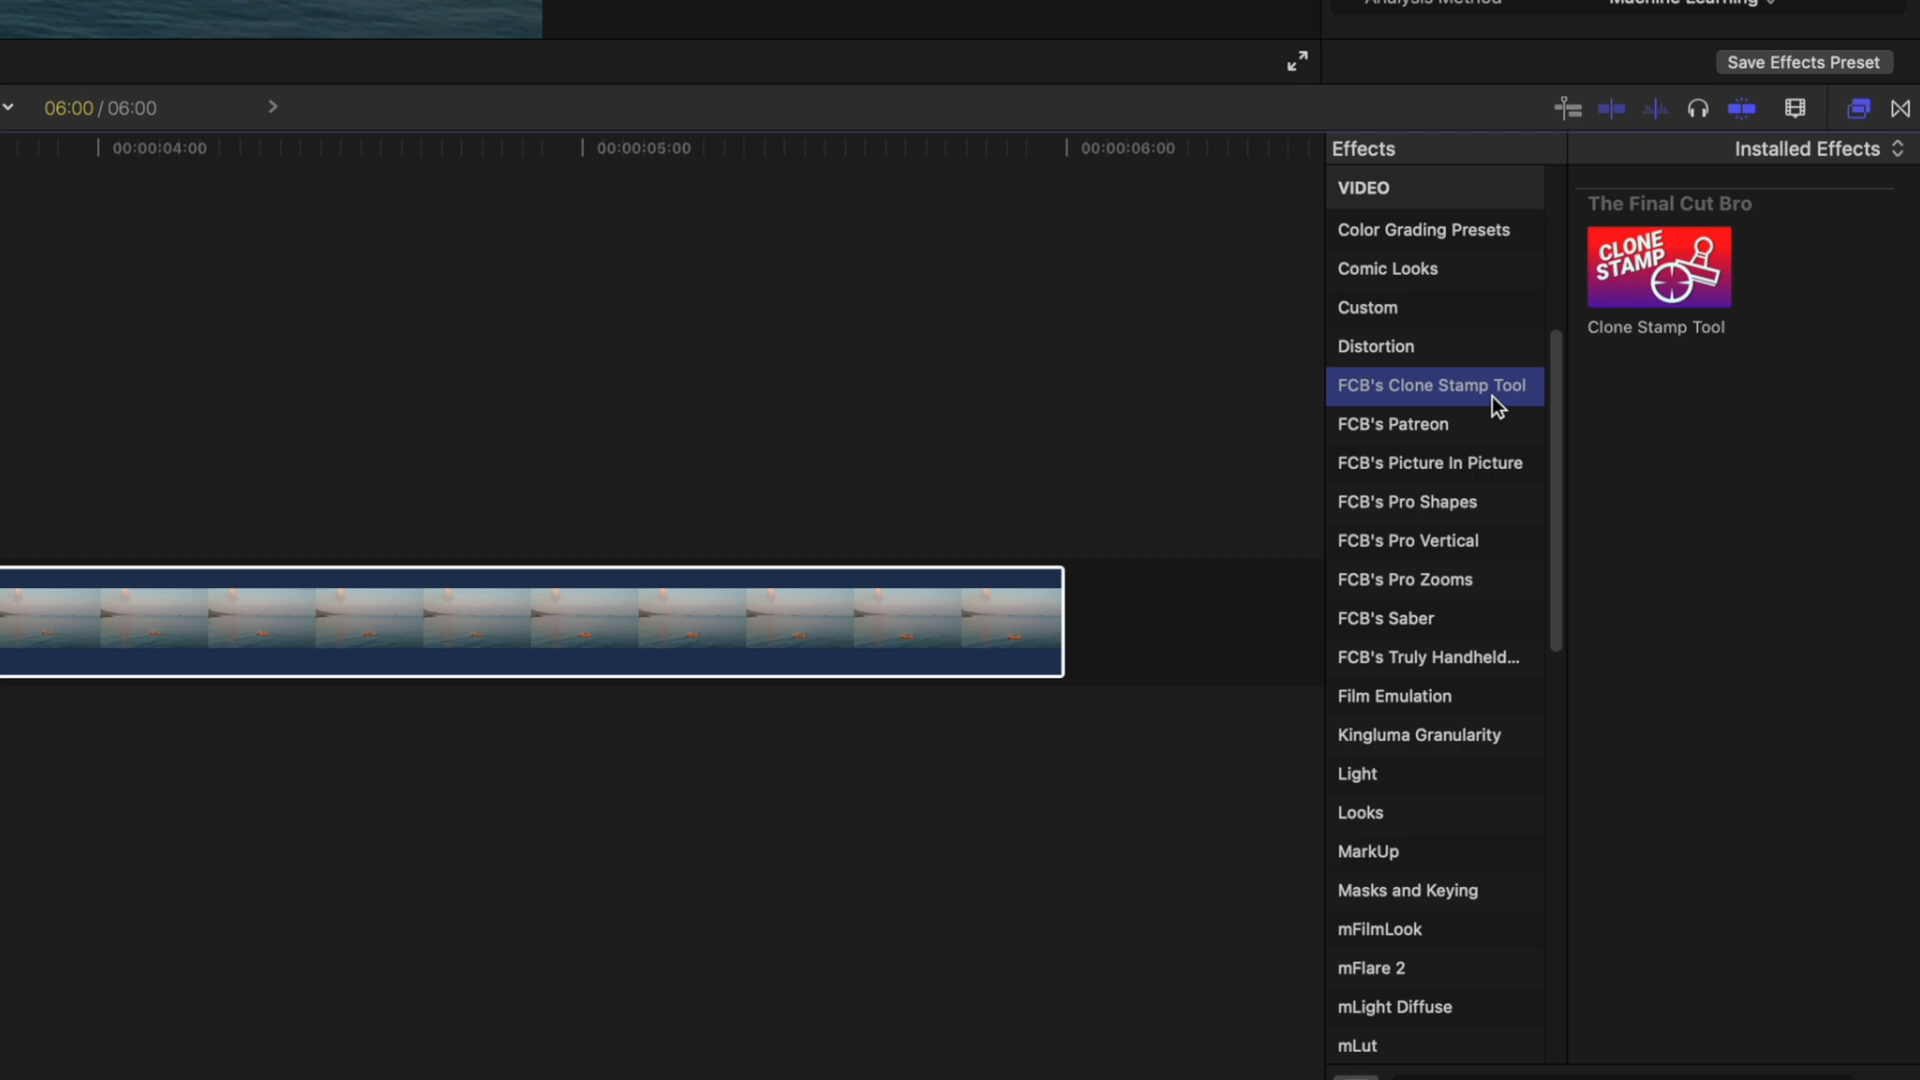 Analysis Method
Machine Learning
Save Effects Preset
06:00 / 06:00
00:00:04:00
00:00:05:00
00:00:06:00
Effects
Installed Effects
VIDEO
Color Grading Presets
Comic Looks
Custom
Distortion
FCB's Clone Stamp Tool
FCB's Patreon
FCB's Picture In Picture
FCB's Pro Shapes
FCB's Pro Vertical
FCB's Pro Zooms
FCB's Saber
FCB's Truly Handheld...
Film Emulation
Kingluma Granularity
Light
Looks
MarkUp
Masks and Keying
mFilmLook
mFlare 2
mLight Diffuse
mLut
The Final Cut Bro
CLONE
STAMP
Clone Stamp Tool